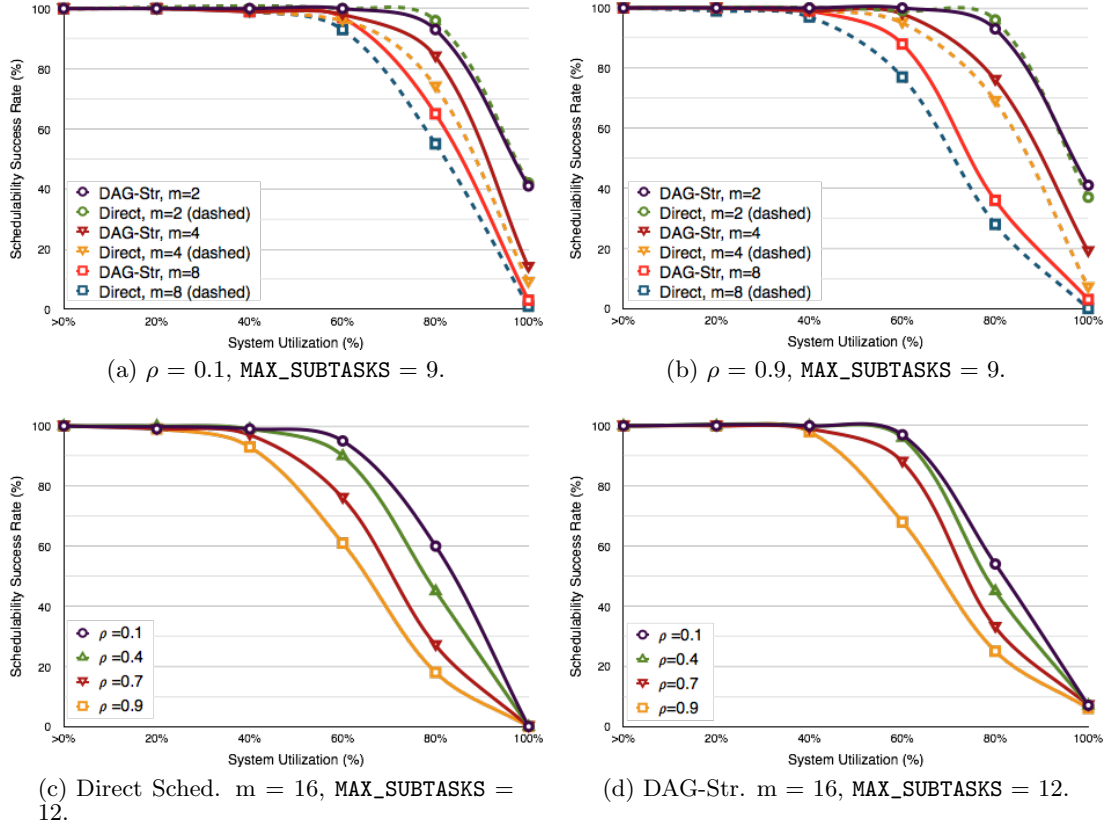 Schedulability Success Rate (%)
100
80
60
40
20
0
DAG-Str, m=2
Direct, m=2 (dashed)
DAG-Str, m=4
Direct, m=4 (dashed)
DAG-Str, m=8
Direct, m=8 (dashed)
>0% 20% 40% 60% 80% 100%
System Utilization (%)
(a) ρ = 0.1, MAX_SUBTASKS = 9.
Schedulability Success Rate (%)
100
80
60
40
20
0
DAG-Str, m=2
Direct, m=2 (dashed)
DAG-Str, m=4
Direct, m=4 (dashed)
DAG-Str, m=8
Direct, m=8 (dashed)
>0% 20% 40% 60% 80% 100%
System Utilization (%)
(b) ρ = 0.9, MAX_SUBTASKS = 9.
Schedulability Success Rate (%)
100
80
60
40
20
0
ρ =0.1
ρ =0.4
ρ =0.7
ρ =0.9
>0% 20% 40% 60% 80% 100%
System Utilization (%)
(c) Direct Sched. m = 16, MAX_SUBTASKS =
12.
Schedulability Success Rate (%)
100
80
60
40
20
0
ρ=0.1
ρ=0.4
ρ=0.7
ρ=0.9
>0% 20% 40% 60% 80% 100%
System Utilization (%)
(d) DAG-Str. m = 16, MAX_SUBTASKS = 12.